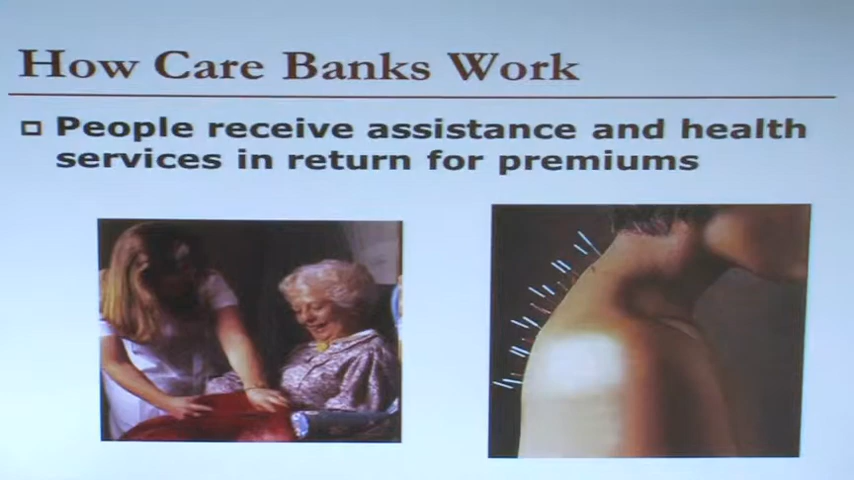 How Care Banks Work
People receive assistance and health
services in return for premiums